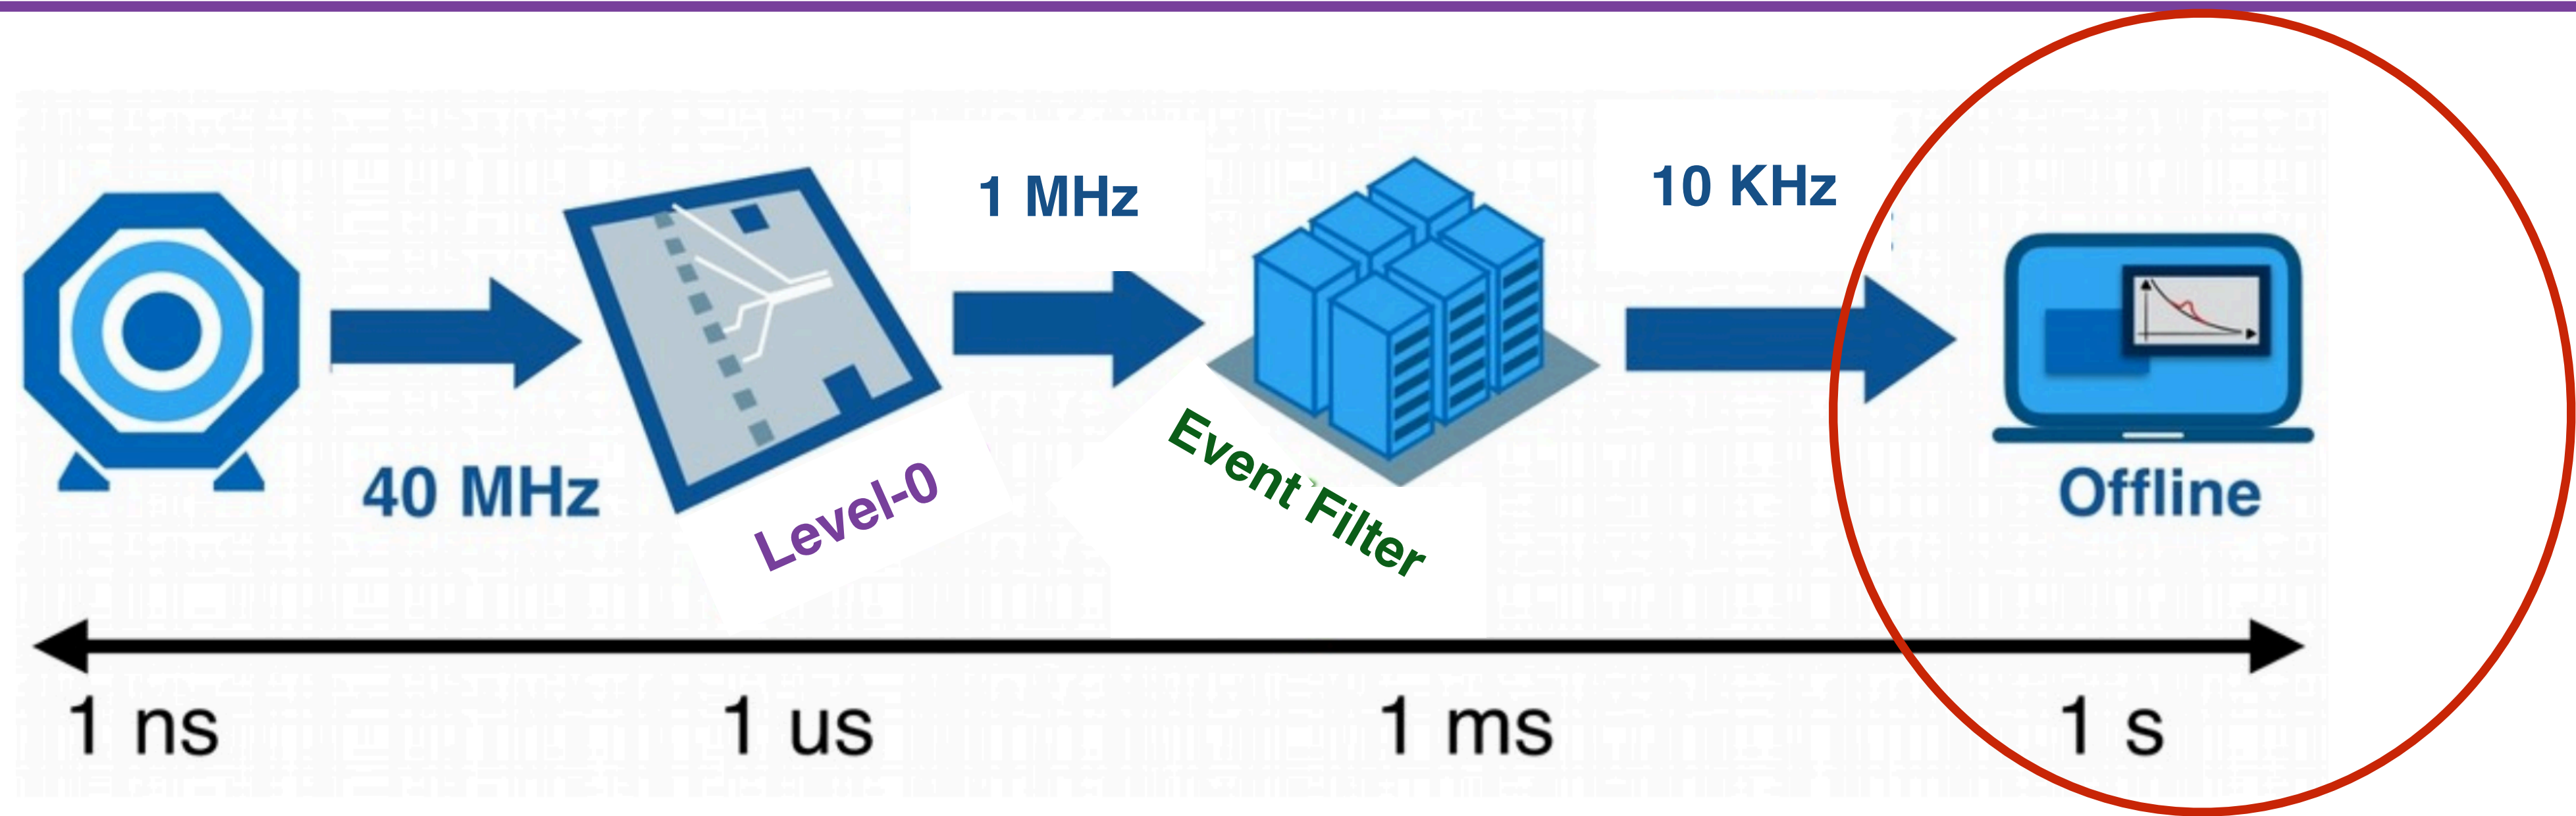 40 MHz
Level-0
1 MHz
Event Filter
10 KHz
Offline
1 ns
1 us
1 ms
1 s